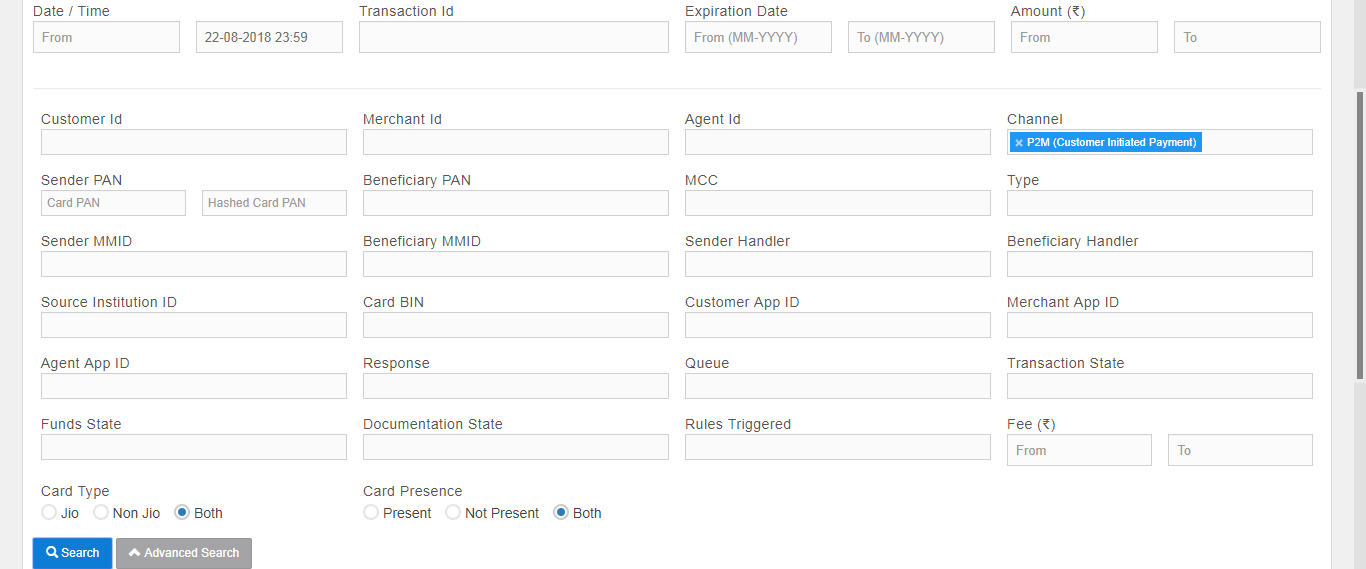 Date / Time Transaction Id Expiration Date Amount (₹)
From 22-08-2018 23:59 From (MM-YYYY) To (MM-YYYY) From To
Customer Id Merchant Id Agent Id Channel
× P2M (Customer Initiated Payment)
Sender PAN Beneficiary PAN MCC Type
Card PAN Hashed Card PAN
Sender MMID Beneficiary MMID Sender Handler Beneficiary Handler
Source Institution ID Card BIN Customer App ID Merchant App ID
Agent App ID Response Queue Transaction State
Funds State Documentation State Rules Triggered Fee (₹)
From To
Card Type Card Presence
Jio Non Jio Both Present Not Present Both
Search Advanced Search